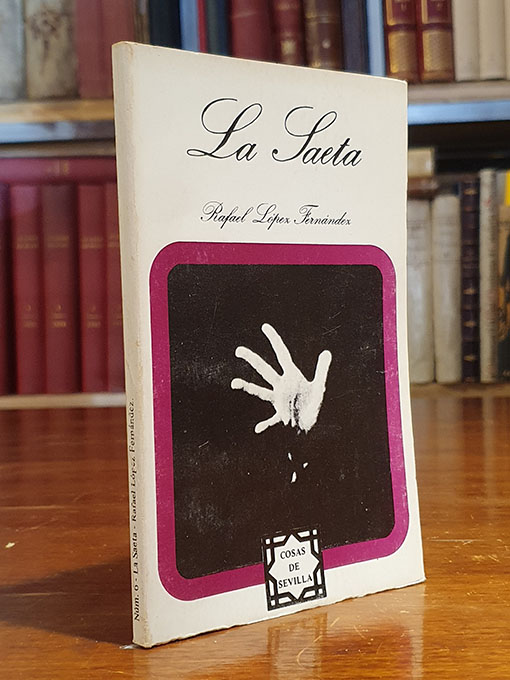 La Saeta
Rafael López Fernández
COSAS
DE
SEVILLA
Núm. 6 - La Saeta - Rafael López Fernández.